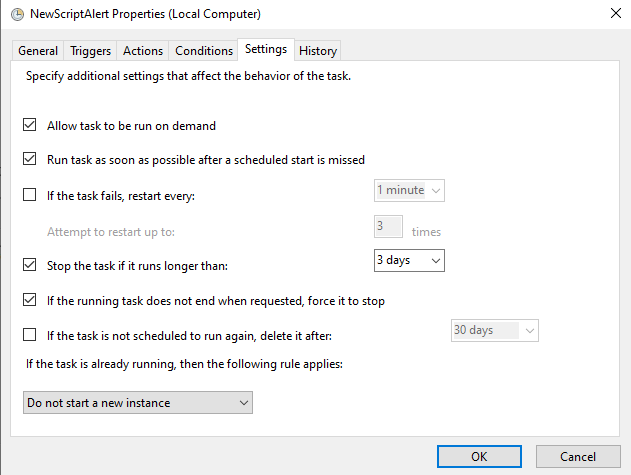 NewScriptAlert Properties (Local Computer)
General Triggers Actions Conditions Settings History
Specify additional settings that affect the behavior of the task.
Allow task to be run on demand
Run task as soon as possible after a scheduled start is missed
If the task fails, restart every: 1 minute
Attempt to restart up to: 3 times
Stop the task if it runs longer than: 3 days
If the running task does not end when requested, force it to stop
If the task is not scheduled to run again, delete it after: 30 days
If the task is already running, then the following rule applies:
Do not start a new instance
OK Cancel